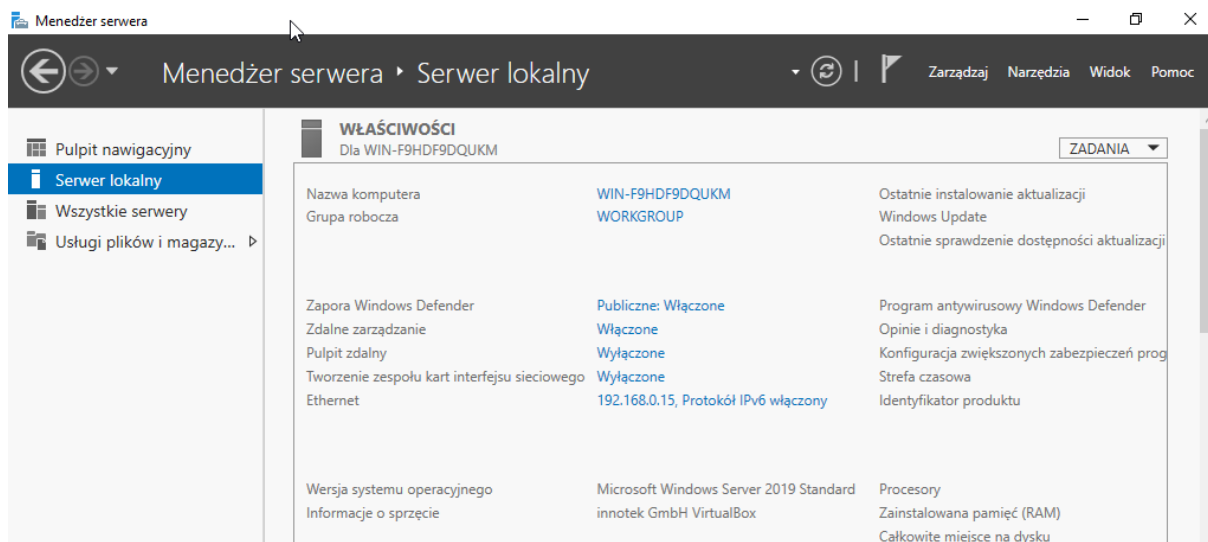 Menedżer serwera
Menedżer serwera ‣ Serwer lokalny
Zarządzaj Narzędzia Widok Pomoc
Pulpit nawigacyjny
Serwer lokalny
Wszystkie serwery
Usługi plików i magazy...
WŁAŚCIWOŚCI
Dla WIN-F9HDF9DQUKM
ZADANIA
Nazwa komputera WIN-F9HDF9DQUKM Ostatnie instalowanie aktualizacji
Grupa robocza WORKGROUP Windows Update
Ostatnie sprawdzenie dostępności aktualizacji
Zapora Windows Defender Publiczne: Włączone Program antywirusowy Windows Defender
Zdalne zarządzanie Włączone Opinie i diagnostyka
Pulpit zdalny Wyłączone Konfiguracja zwiększonych zabezpieczeń prog
Tworzenie zespołu kart interfejsu sieciowego Wyłączone Strefa czasowa
Ethernet 192.168.0.15, Protokół IPv6 włączony Identyfikator produktu
Wersja systemu operacyjnego Microsoft Windows Server 2019 Standard Procesory
Informacje o sprzęcie innotek GmbH VirtualBox Zainstalowana pamięć (RAM)
Całkowite miejsce na dysku